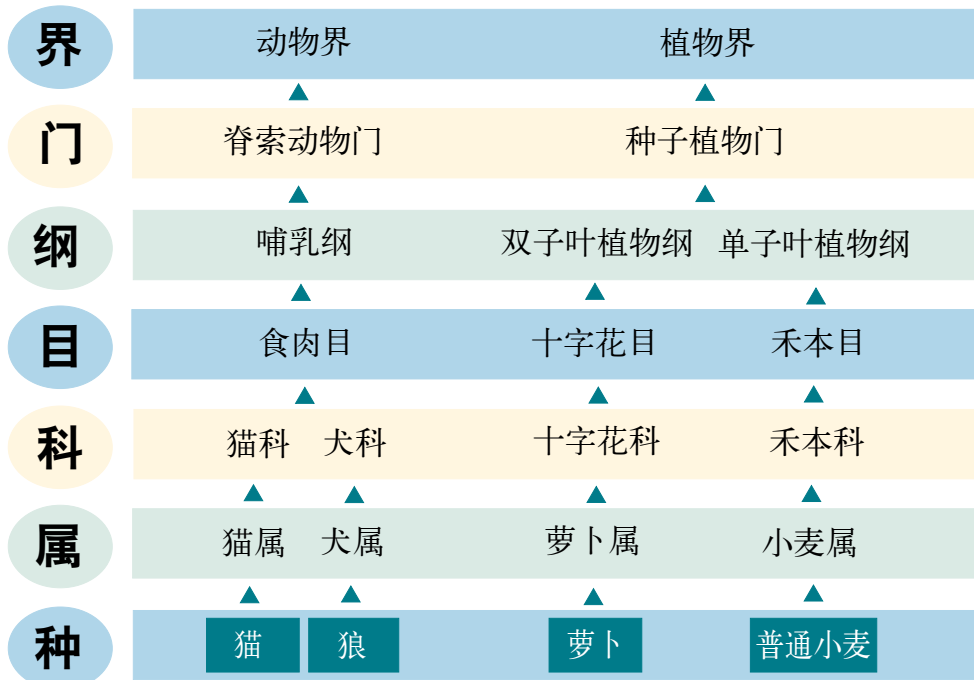 界 动物界 植物界
门 脊索动物门 种子植物门
纲 哺乳纲 双子叶植物纲 单子叶植物纲
目 食肉目 十字花目 禾本目
科 猫科 犬科 十字花科 禾本科
属 猫属 犬属 萝卜属 小麦属
种 猫 狼 萝卜 普通小麦